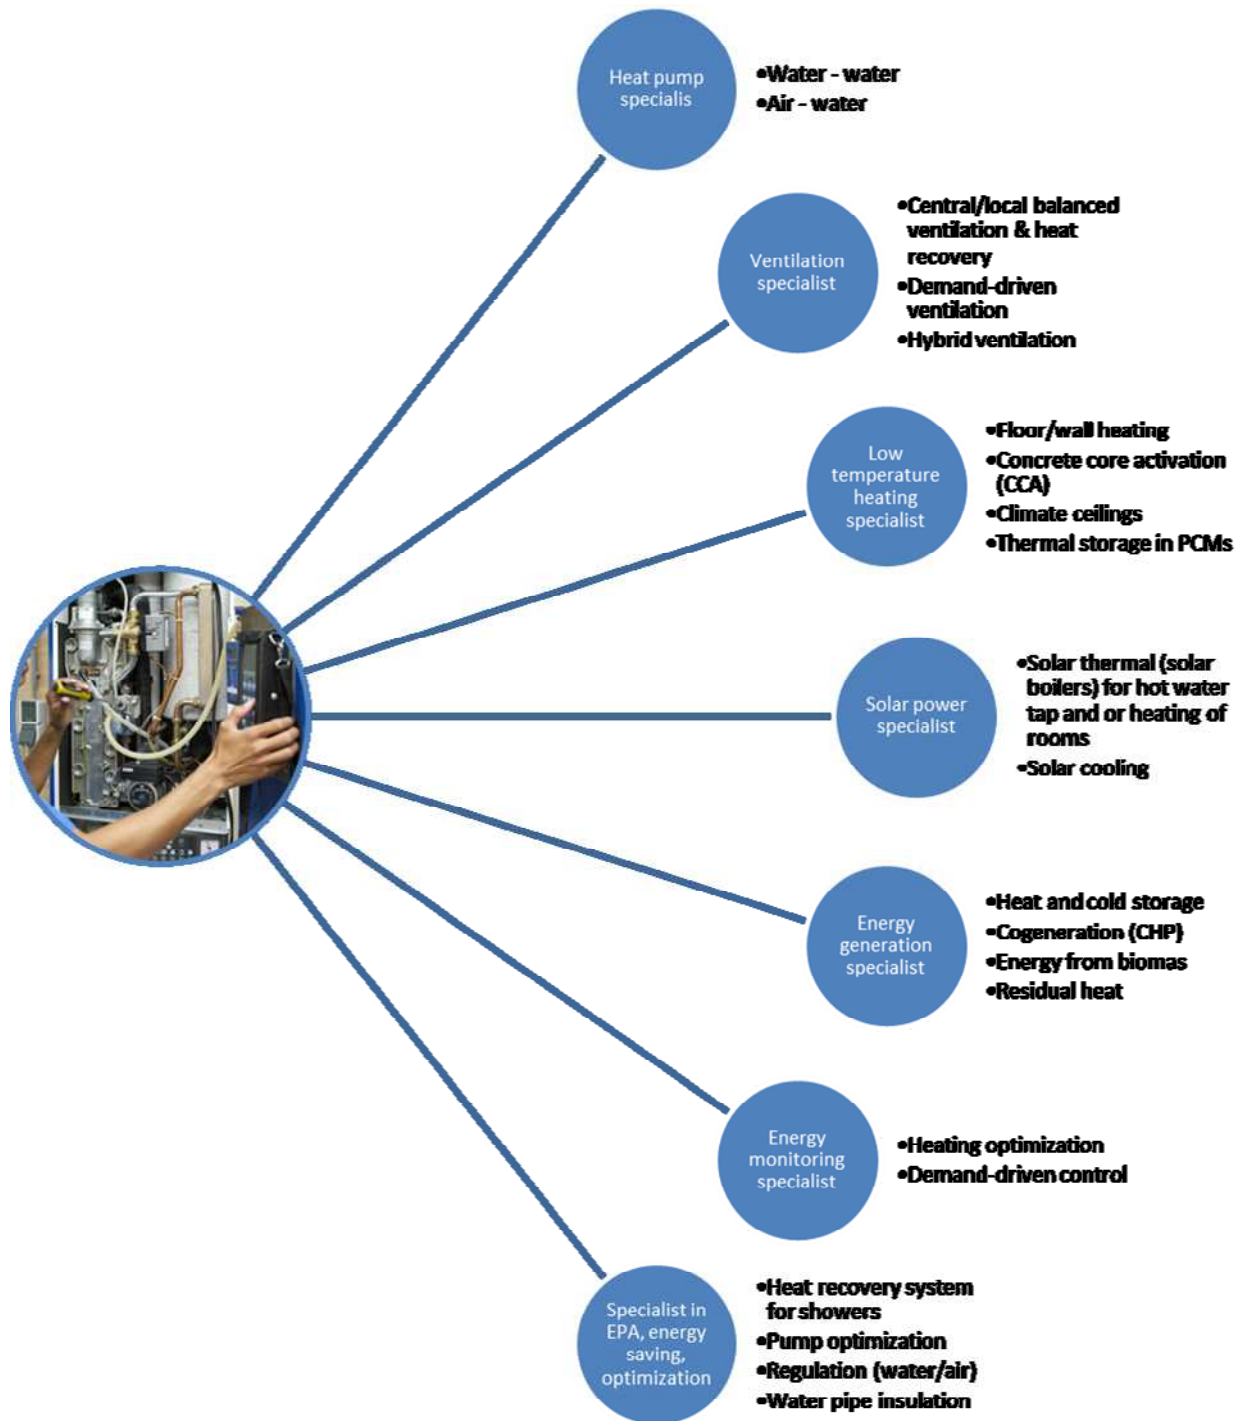 Heat pump
specialis
•Water - water
•Air - water
Ventilation
specialist
•Central/local balanced
ventilation & heat
recovery
•Demand-driven
ventilation
•Hybrid ventilation
Low
temperature
heating
specialist
•Floor/wall heating
•Concrete core activation
(CCA)
•Climate ceilings
•Thermal storage in PCMs
Solar power
specialist
•Solar thermal (solar
boilers) for hot water
tap and or heating of
rooms
•Solar cooling
Energy
generation
specialist
•Heat and cold storage
•Cogeneration (CHP)
•Energy from biomas
•Residual heat
Energy
monitoring
specialist
•Heating optimization
•Demand-driven control
Specialist in
EPA, energy
saving,
optimization
•Heat recovery system
for showers
•Pump optimization
•Regulation (water/air)
•Water pipe insulation